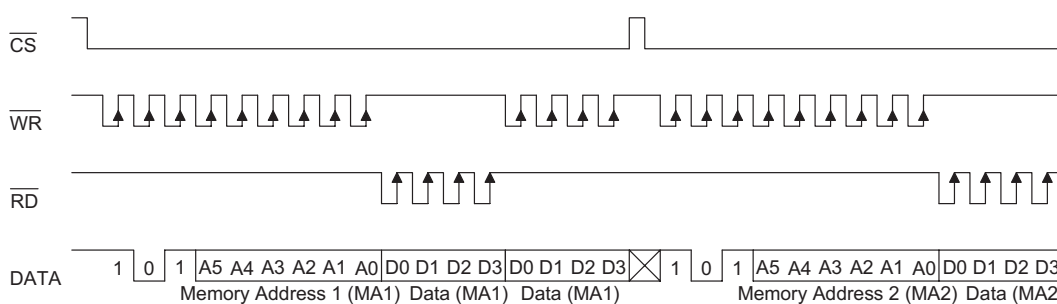 CS
WR
RD
DATA 1 0 1 A5 A4 A3 A2 A1 A0 D0 D1 D2 D3 D0 D1 D2 D3 1 0 1 A5 A4 A3 A2 A1 A0 D0 D1 D2 D3
Memory Address 1 (MA1) Data (MA1) Data (MA1) Memory Address 2 (MA2) Data (MA2